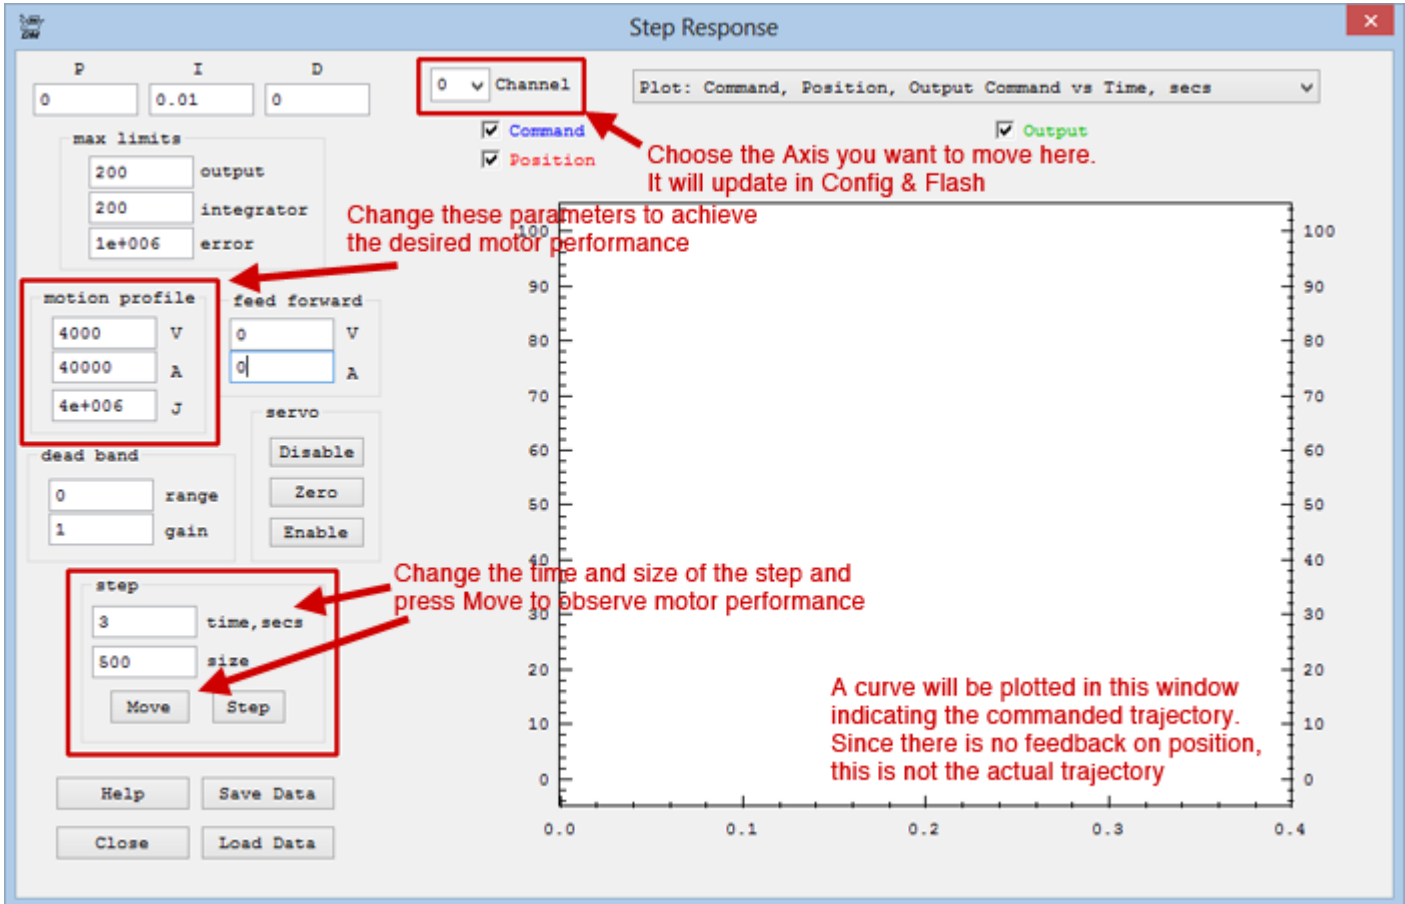 Step Response
P I D
0 0.01 0
0 Channel
Plot: Command, Position, Output Command vs Time, secs
Command
Output
Position
Choose the Axis you want to move here.
It will update in Config & Flash
max limits
200 output
200 integrator
1e+006 error
Change these parameters to achieve
the desired motor performance
motion profile
4000 V
40000 A
4e+006 J
feed forward
0 V
0 A
servo
Disable
Zero
Enable
dead band
0 range
1 gain
Change the time and size of the step and
press Move to observe motor performance
step
3 time,secs
500 size
Move Step
Help Save Data
Close Load Data
100 100
90 90
80 80
70 70
60 60
50 50
40 40
30 30
20 20
10 10
0 0
A curve will be plotted in this window
indicating the commanded trajectory.
Since there is no feedback on position,
this is not the actual trajectory
0.0 0.1 0.2 0.3 0.4